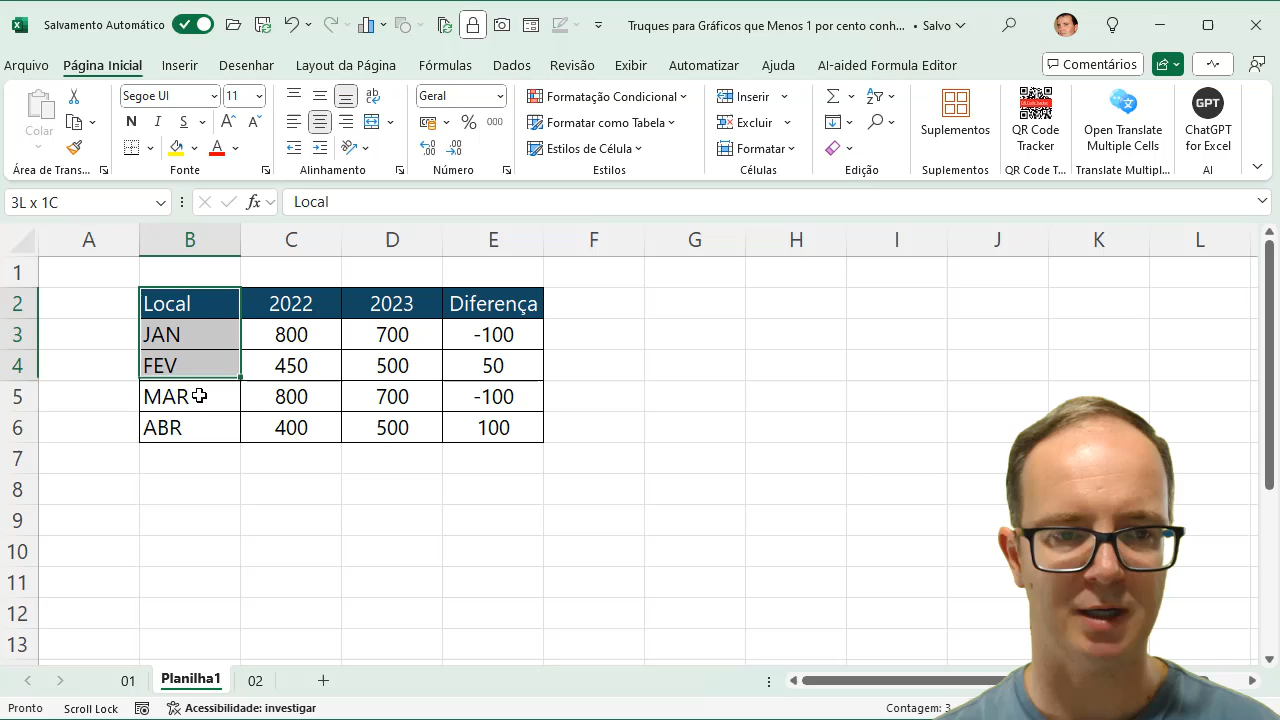 Salvamento Automático
Truques para Gráficos que Menos 1 por cento conh... • Salvo
Arquivo Página Inicial Inserir Desenhar Layout da Página Fórmulas Dados Revisão Exibir Automatizar Ajuda AI-aided Formula Editor Comentários
Colar
Área de Trans...
Segoe UI 11
N I S
A A
Fonte
Alinhamento
Geral
% 000
Número
Formatação Condicional
Formatar como Tabela
Estilos de Célula
Estilos
Inserir
Excluir
Formatar
Células
Edição
Suplementos
Suplementos
QR Code
Tracker
QR Code T...
Open Translate
Multiple Cells
Translate Multipl...
GPT
ChatGPT
for Excel
AI
3L x 1C fx Local
A B C D E F G H I J K L
1
2 Local 2022 2023 Diferença
3 JAN 800 700 -100
4 FEV 450 500 50
5 MAR 800 700 -100
6 ABR 400 500 100
7
8
9
10
11
12
13
01 Planilha1 02
Pronto Scroll Lock Acessibilidade: investigar Contagem: 3